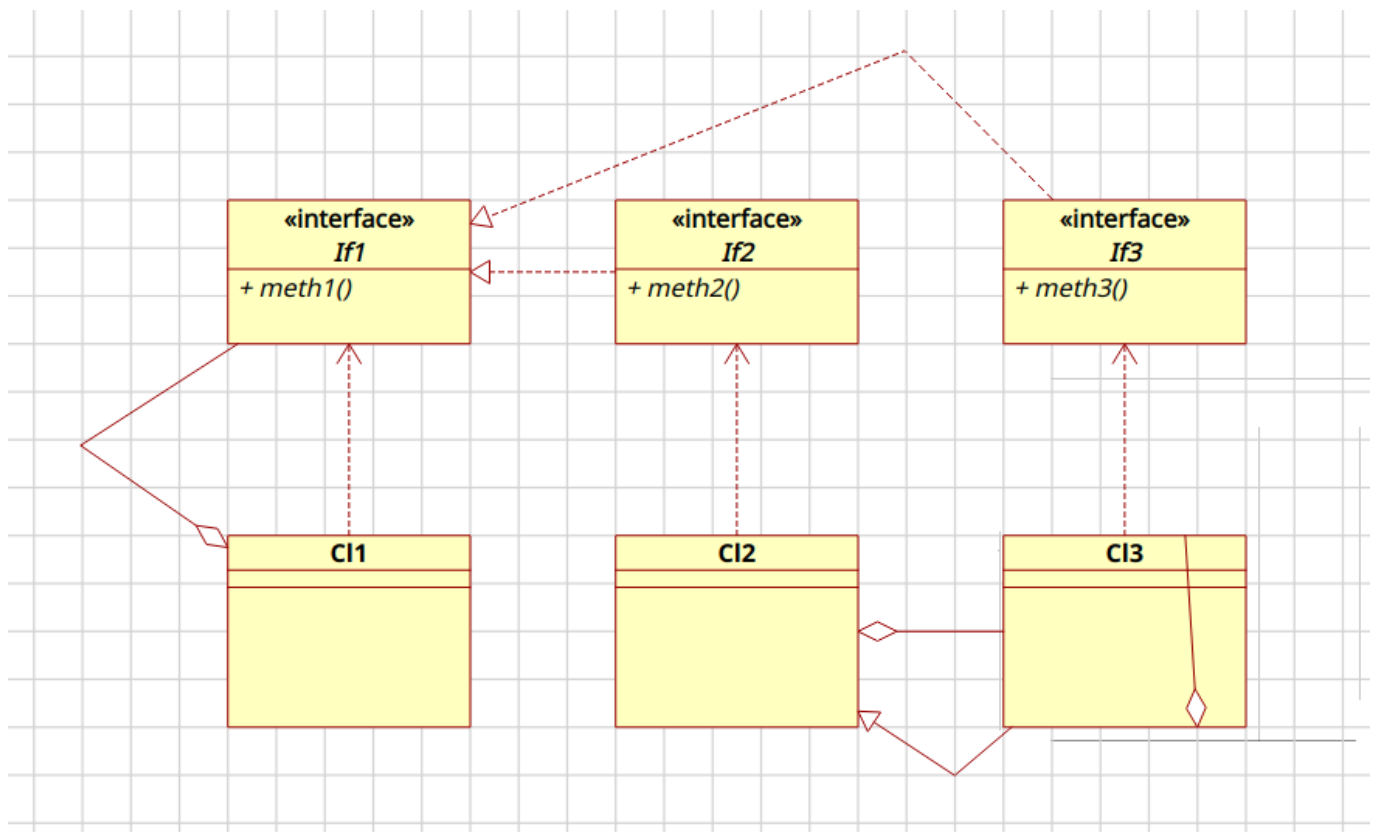 «interface»
If1
+ meth1()
«interface»
If2
+ meth2()
«interface»
If3
+ meth3()
Cl1
Cl2
Cl3